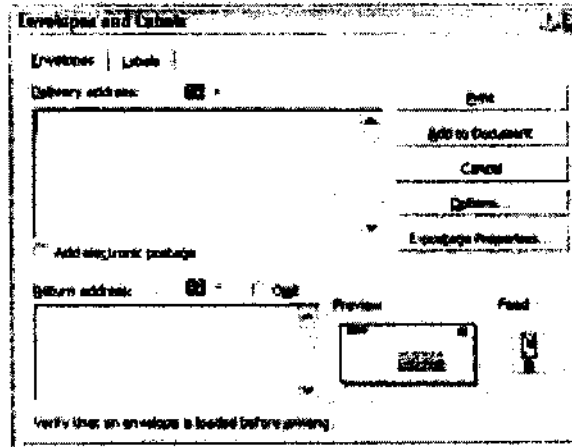 Envelopes and Labels
Envelopes Labels
Delivery address:
Print
Add to Document
Cancel
Options...
E-postage Properties...
Add electronic postage
Return address: Omit
Preview Feed
Verify that an envelope is loaded before printing.